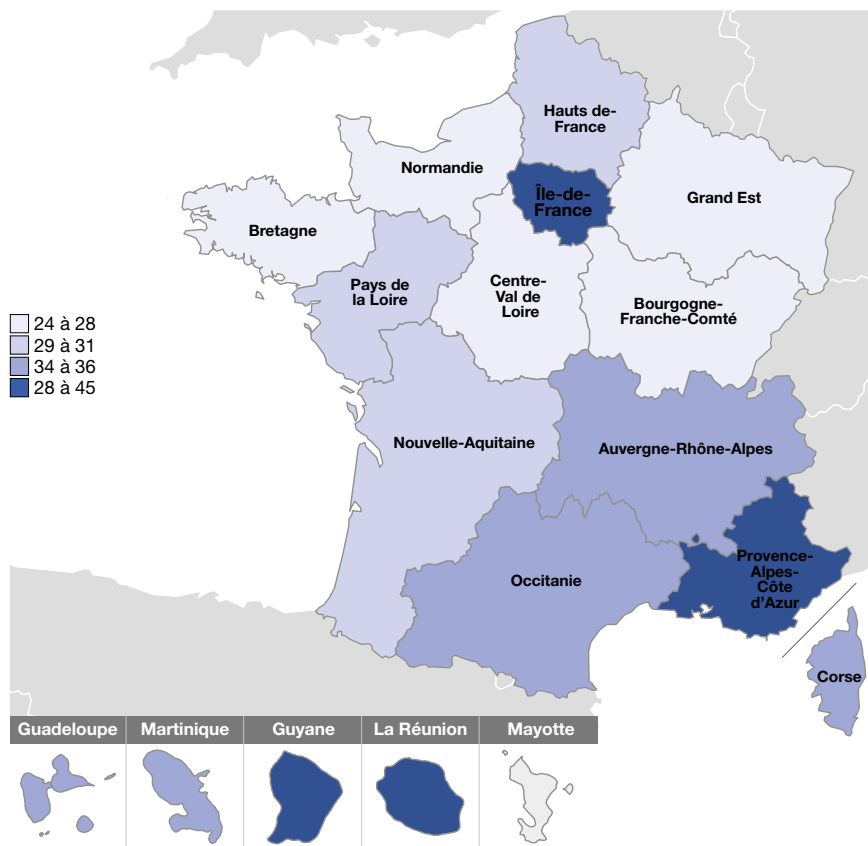 Hauts de-
France
Normandie
Île-de-
France
Grand Est
Bretagne
Pays de
la Loire
Centre-
Val de
Loire
Bourgogne-
Franche-Comté
24 à 28
29 à 31
34 à 36
28 à 45
Nouvelle-Aquitaine
Auvergne-Rhône-Alpes
Occitanie
Provence-
Alpes-
Côte
d'Azur
Corse
Guadeloupe
Martinique
Guyane
La Réunion
Mayotte